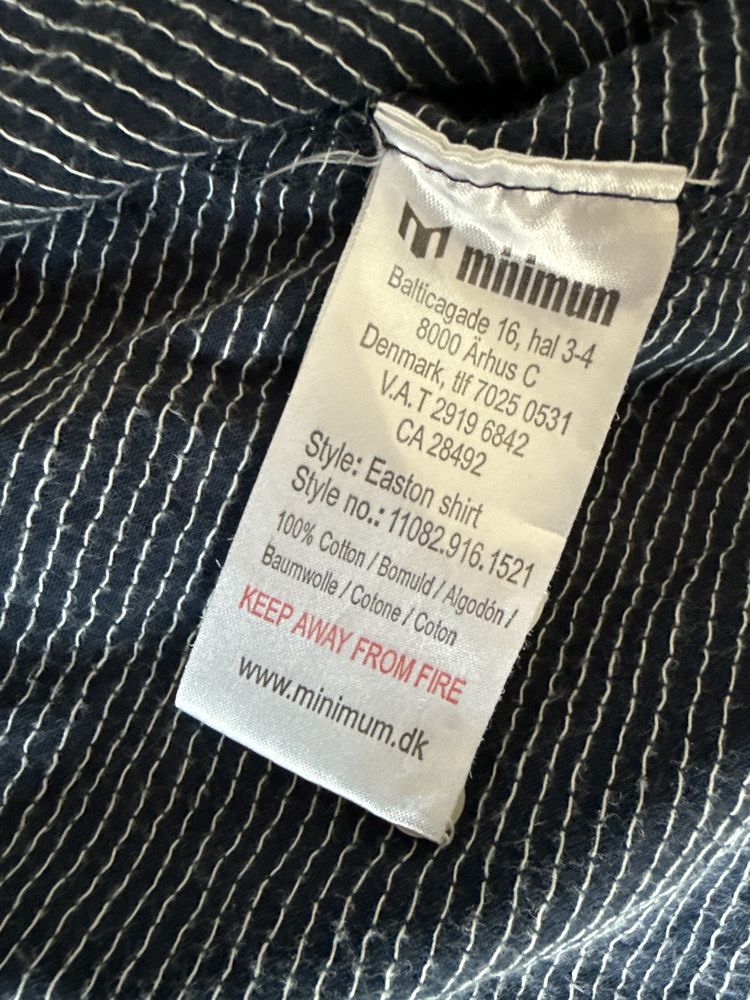 minimum
Balticagade 16, hal 3-4
8000 Århus C
Denmark, tlf 7025 0531
V.A.T 2919 6842
CA 28492
Style: Easton shirt
Style no.: 11082.916.1521
100% Cotton / Bomuld / Algodón /
Baumwolle / Cotone / Coton
KEEP AWAY FROM FIRE
www.minimum.dk